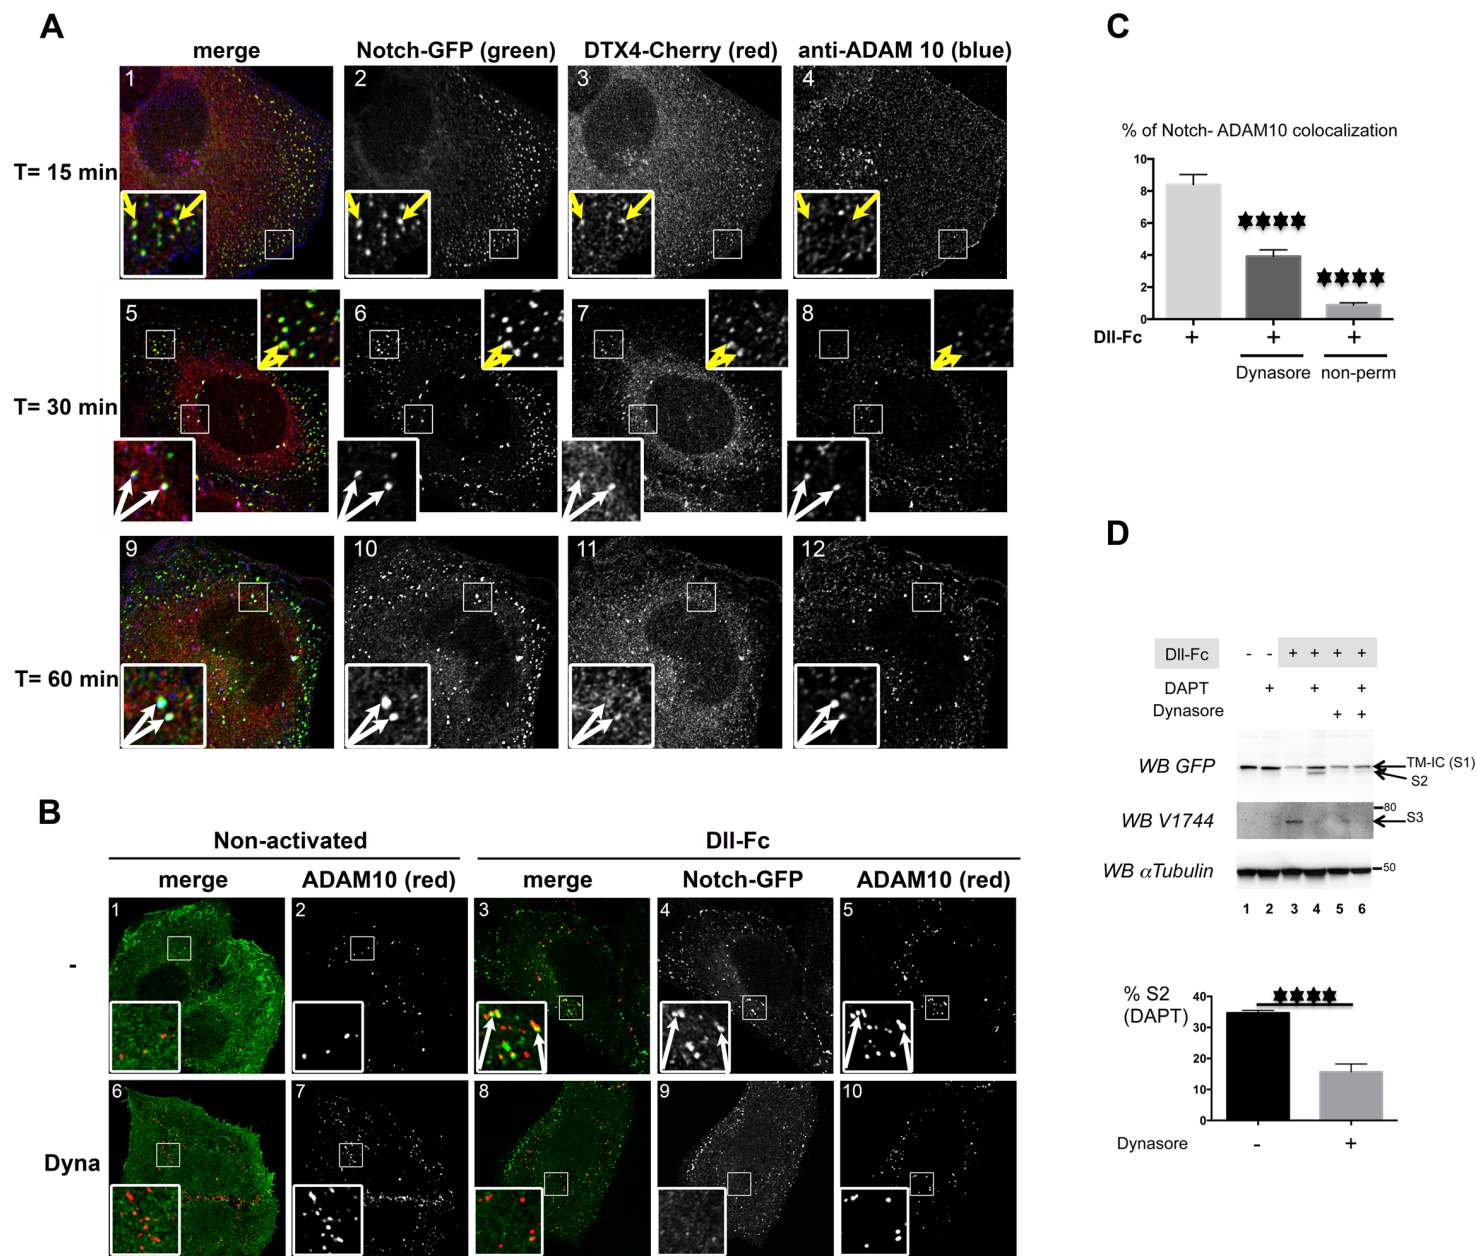 A
merge Notch-GFP (green) DTX4-Cherry (red) anti-ADAM 10 (blue)
T= 15 min 1 2 3 4
T= 30 min 5 6 7 8
T= 60 min 9 10 11 12
B
Non-activated Dll-Fc
merge ADAM10 (red) merge Notch-GFP ADAM10 (red)
- 1 2 3 4 5
Dyna 6 7 8 9 10
C
% of Notch- ADAM10 colocalization
10
8
6
4
2
0
Dll-Fc + + +
Dynasore non-perm
D
Dll-Fc - - + + + +
DAPT + + +
Dynasore + +
WB GFP TM-IC (S1)
S2
WB V1744 80
S3
WB αTubulin 50
1 2 3 4 5 6
% S2
(DAPT)
40
30
20
10
0
Dynasore - +